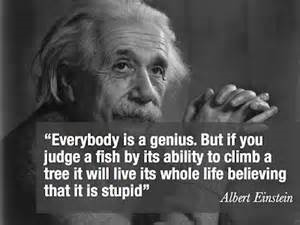 “Everybody is a genius. But if you
judge a fish by its ability to climb a
tree it will live its whole life believing
that it is stupid”
Albert Einstein